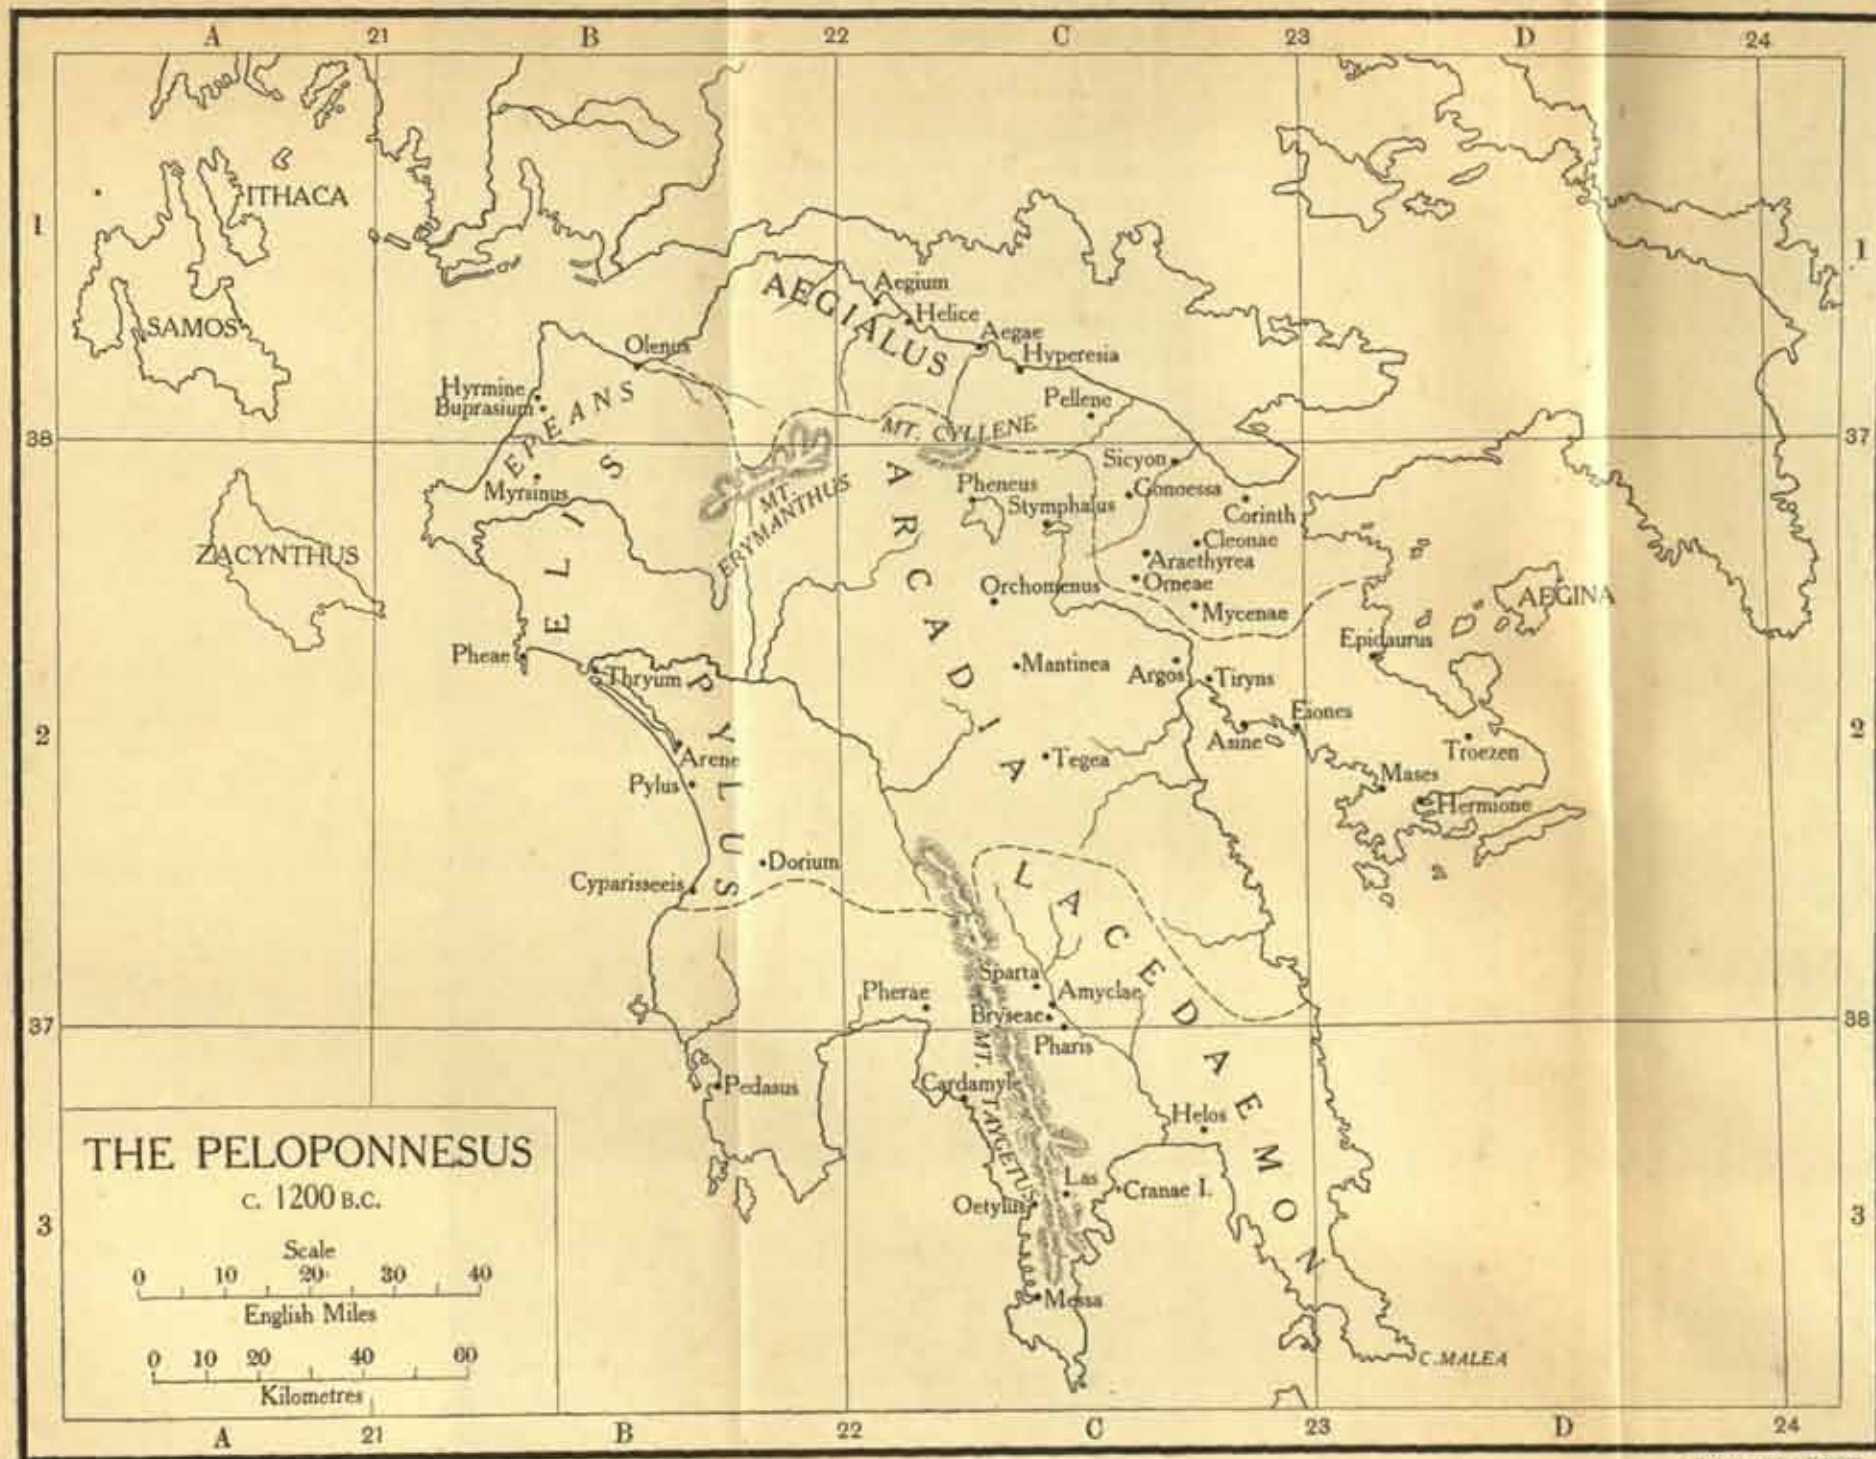 A 21 B 22 C 23 D 24
1
1
ITHACA
SAMOS
AEGIALUS
Aegium
Helice
Aegae
Hyperesia
Olenus
Hyrmine
Buprasium
EPEANS
Pellene
38
37
MT. CYLLENE
Sicyon
Myrsinus
MT. ERYMANTHUS
Pheneus
Gonoessa
Stymphalus
Corinth
ZACYNTHUS
ELIS
ARCADIA
Cleonae
Araethyrea
Orneae
Orchomenus
AEGINA
Mycenae
Epidaurus
Pheae
Thryum
Mantinea
Argos
Tiryns
PYLUS
2
2
Eiones
Asine
Troezen
Arene
Pylus
Tegea
Mases
Hermione
Dorium
Cyparisseeis
LACEDAEMON
Sparta
Pherae
Amyclae
Bryseae
37
38
Pharis
MT. TAYGETUS
Pedasus
Cardamyle
Helos
Las
Cranae I.
Oetylus
3
3
Messa
C. MALEA
THE PELOPONNESUS
C. 1200 B.C.
Scale
0 10 20 30 40
English Miles
0 10 20 40 60
Kilometres
A 21 B 22 C 23 D 24